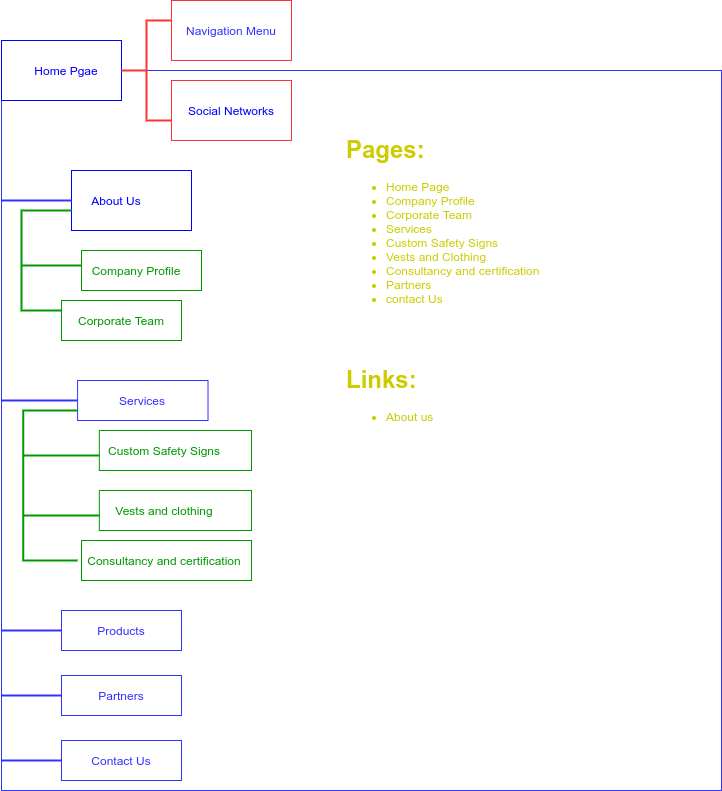 Navigation Menu
Home Pgae
Social Networks
Pages:
Home Page
Company Profile
Corporate Team
Services
Custom Safety Signs
Vests and Clothing
Consultancy and certification
Partners
contact Us
Links:
About us
About Us
Company Profile
Corporate Team
Services
Custom Safety Signs
Vests and clothing
Consultancy and certification
Products
Partners
Contact Us